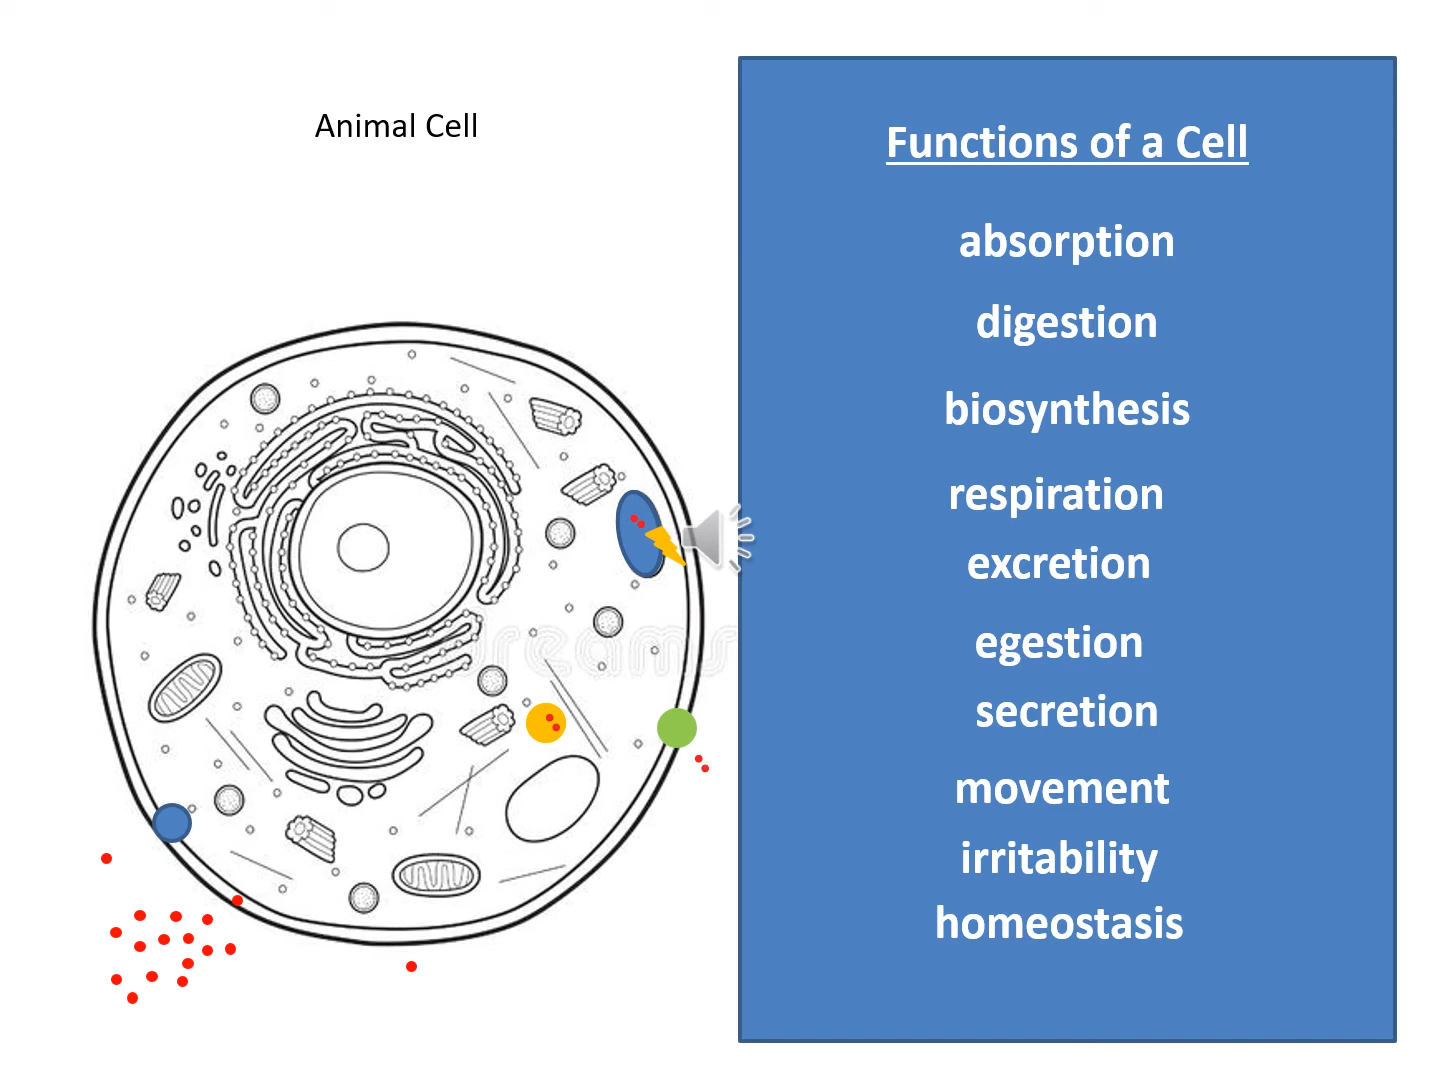 Animal Cell
Functions of a Cell
absorption
digestion
biosynthesis
respiration
excretion
egestion
secretion
movement
irritability
homeostasis